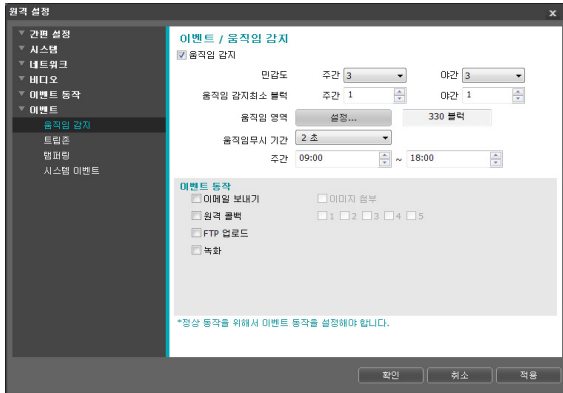 원격 설정
x
간편 설정
시스템
네트워크
비디오
이벤트 동작
이벤트
움직임 감지
트립존
탬퍼링
시스템 이벤트
이벤트 / 움직임 감지
움직임 감지
민감도 주간 3 야간 3
움직임 감지최소 블럭 주간 1 야간 1
움직임 영역 설정... 330 블럭
움직임무시 기간 2 초
주간 09:00 ~ 18:00
이벤트 동작
이메일 보내기 이미지 첨부
원격 콜백 1 2 3 4 5
FTP 업로드
녹화
*정상 동작을 위해서 이벤트 동작을 설정해야 합니다.
확인 취소 적용